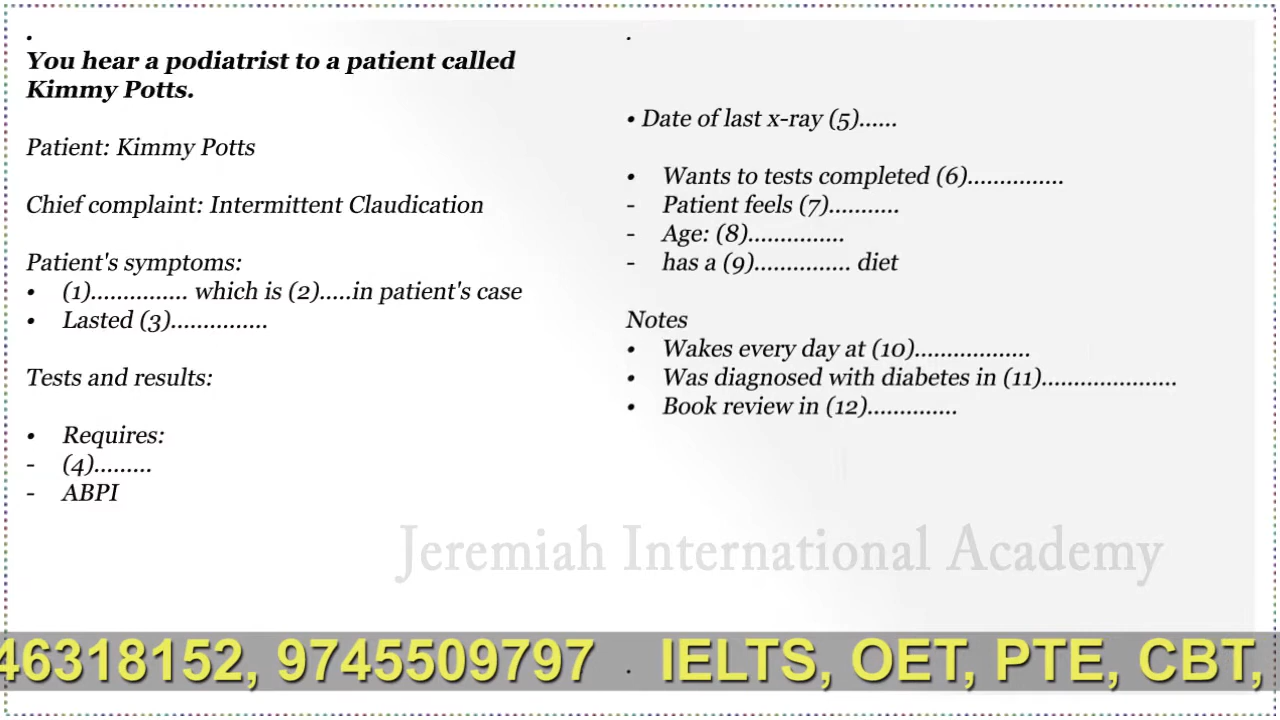 .
You hear a podiatrist to a patient called
Kimmy Potts.
Patient: Kimmy Potts
Chief complaint: Intermittent Claudication
Patient's symptoms:
• (1)............... which is (2).....in patient's case
• Lasted (3)...............
Tests and results:
• Requires:
- (4).........
- ABPI
.
• Date of last x-ray (5)......
• Wants to tests completed (6)...............
- Patient feels (7)...........
- Age: (8)...............
- has a (9)............... diet
Notes
• Wakes every day at (10)..................
• Was diagnosed with diabetes in (11).....................
• Book review in (12)..............
Jeremiah International Academy
46318152, 9745509797 . IELTS, OET, PTE, CBT,